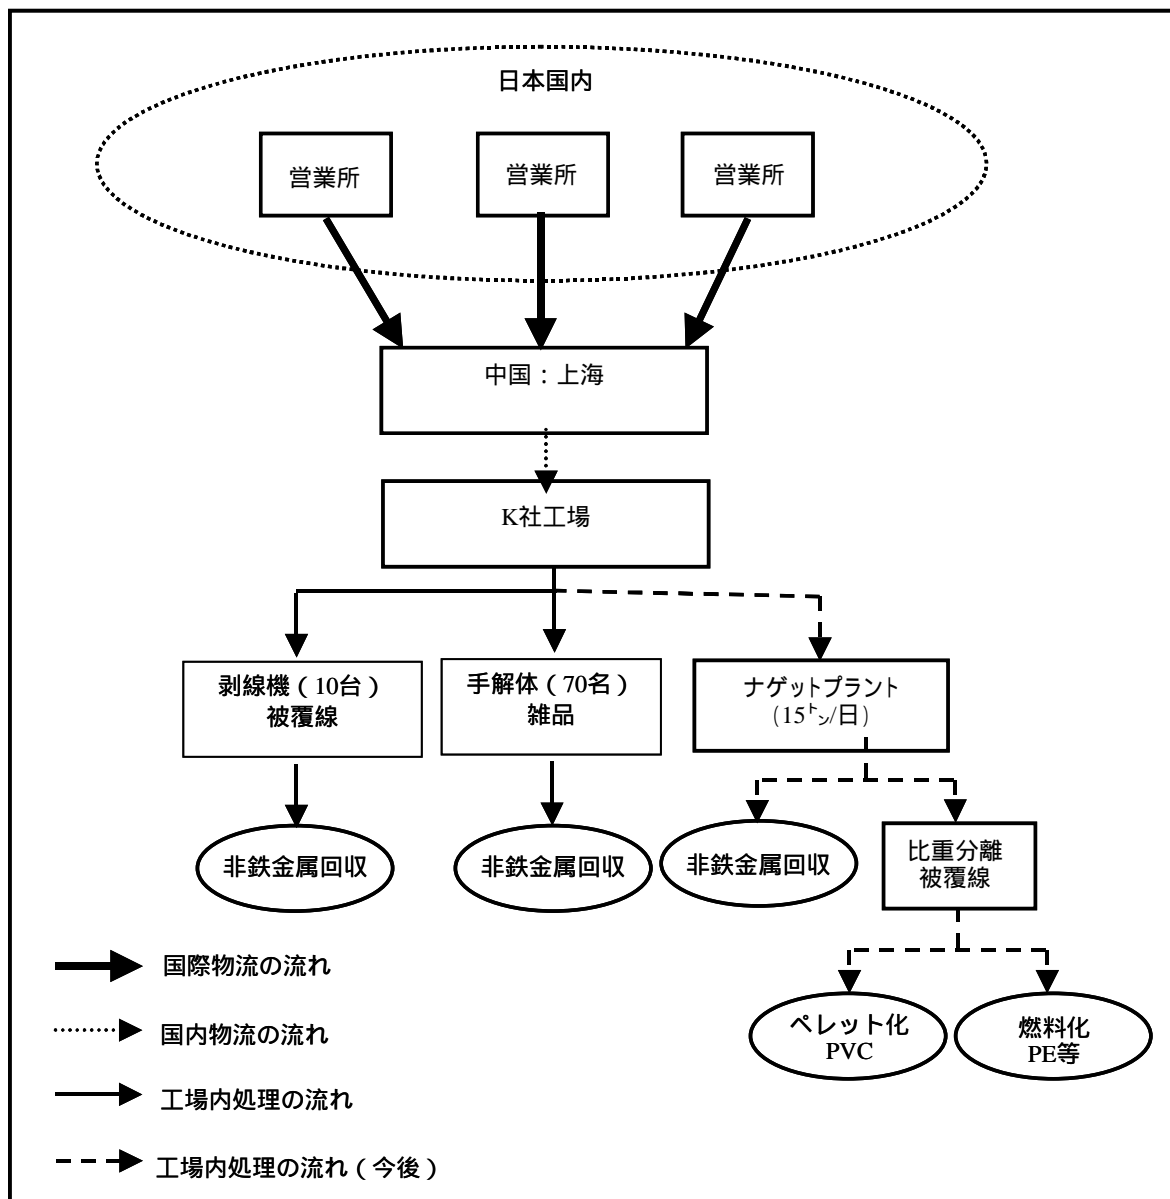 日本国内
営業所
営業所
営業所
中国：上海
K社工場
剥線機（10台）
被覆線
手解体（70名）
雑品
ナゲットプラント
（15㌧/日）
非鉄金属回収
非鉄金属回収
非鉄金属回収
比重分離
被覆線
ペレット化
PVC
燃料化
PE等
国際物流の流れ
国内物流の流れ
工場内処理の流れ
工場内処理の流れ（今後）